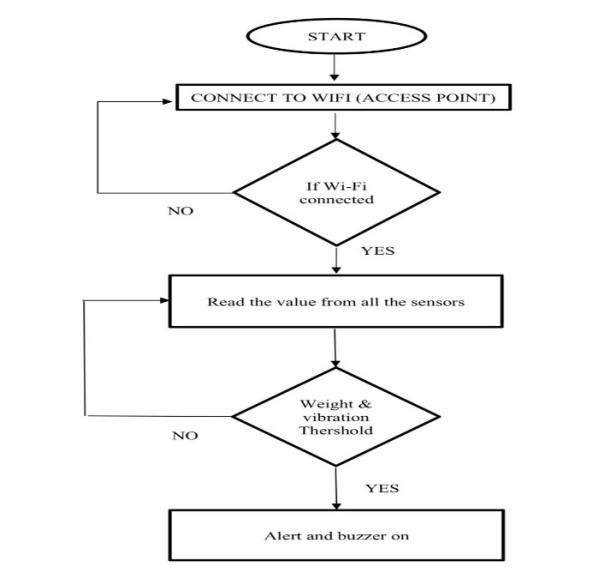 START
CONNECT TO WIFI (ACCESS POINT)
If Wi-Fi
connected
NO
YES
Read the value from all the sensors
Weight &
vibration
Thershold
NO
YES
Alert and buzzer on